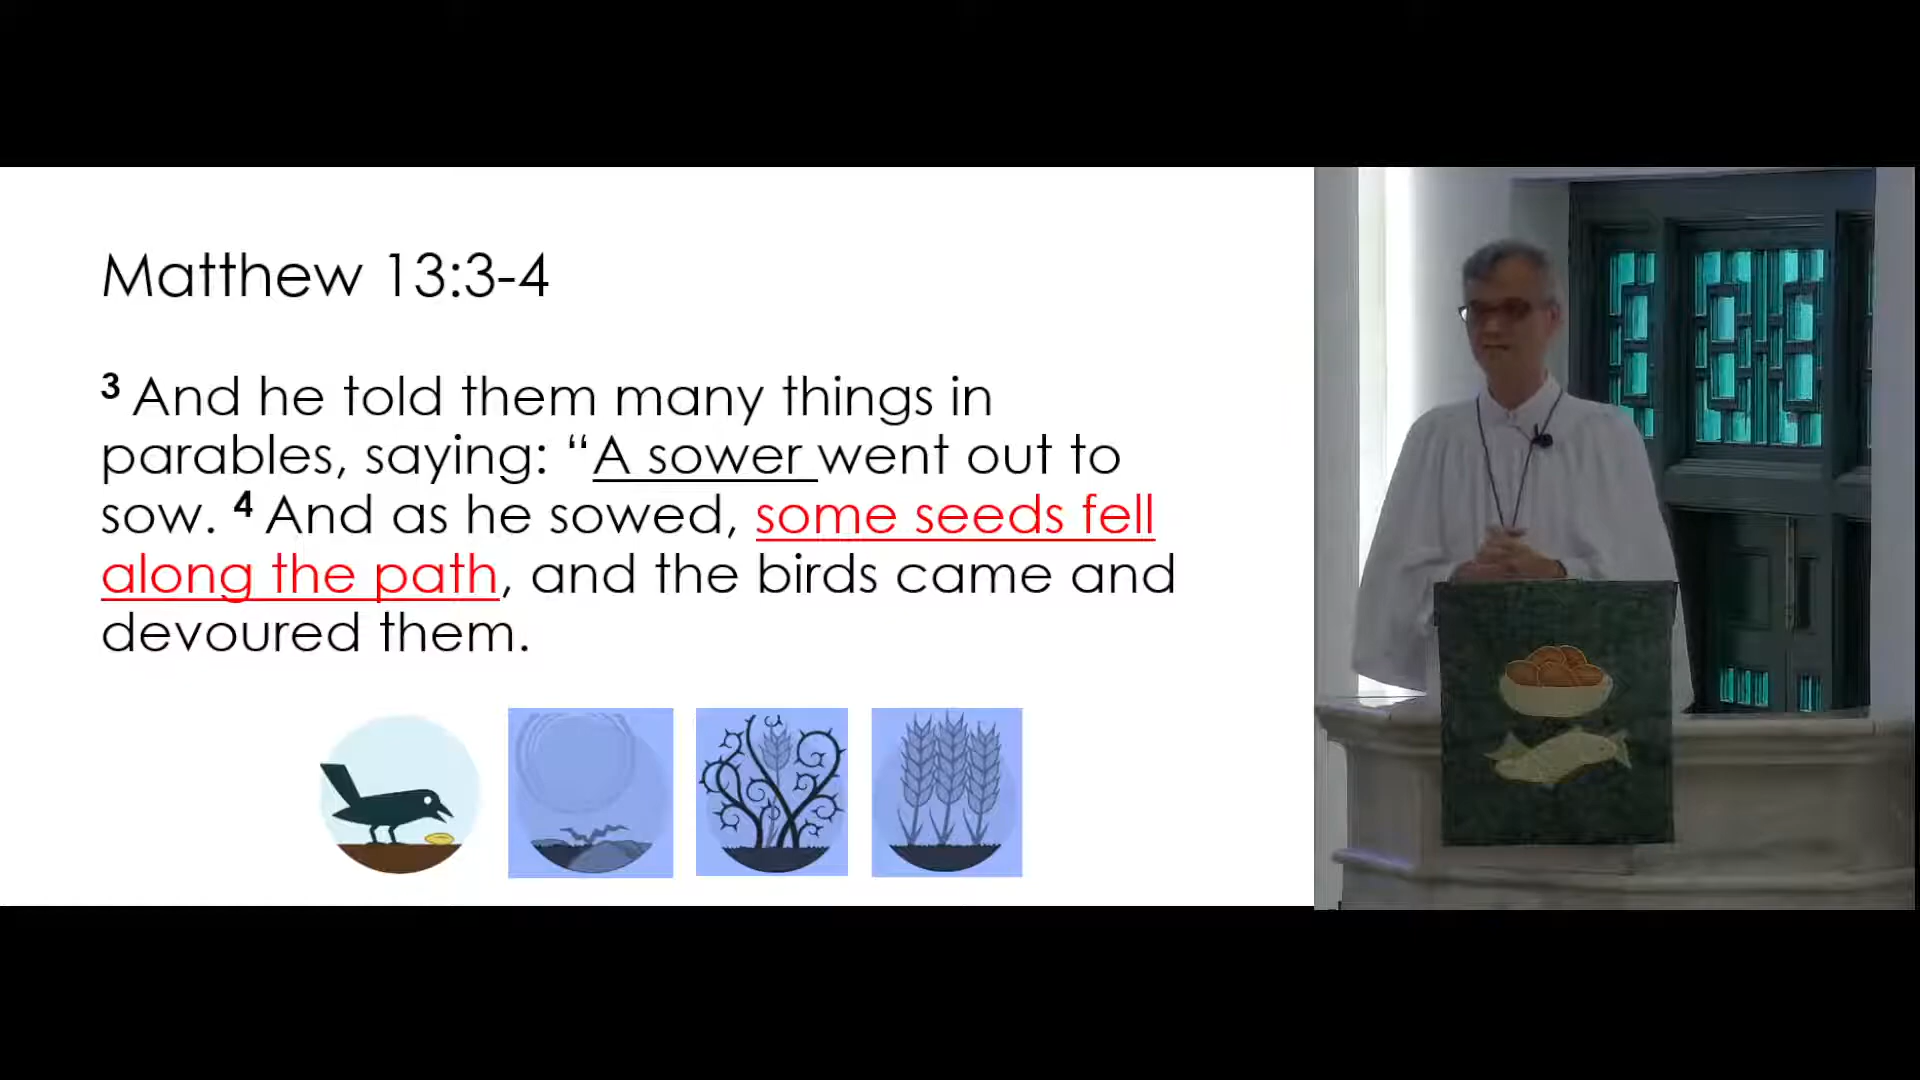 Matthew 13:3-4
3 And he told them many things in
parables, saying: “A sower went out to
sow. 4 And as he sowed, some seeds fell
along the path, and the birds came and
devoured them.